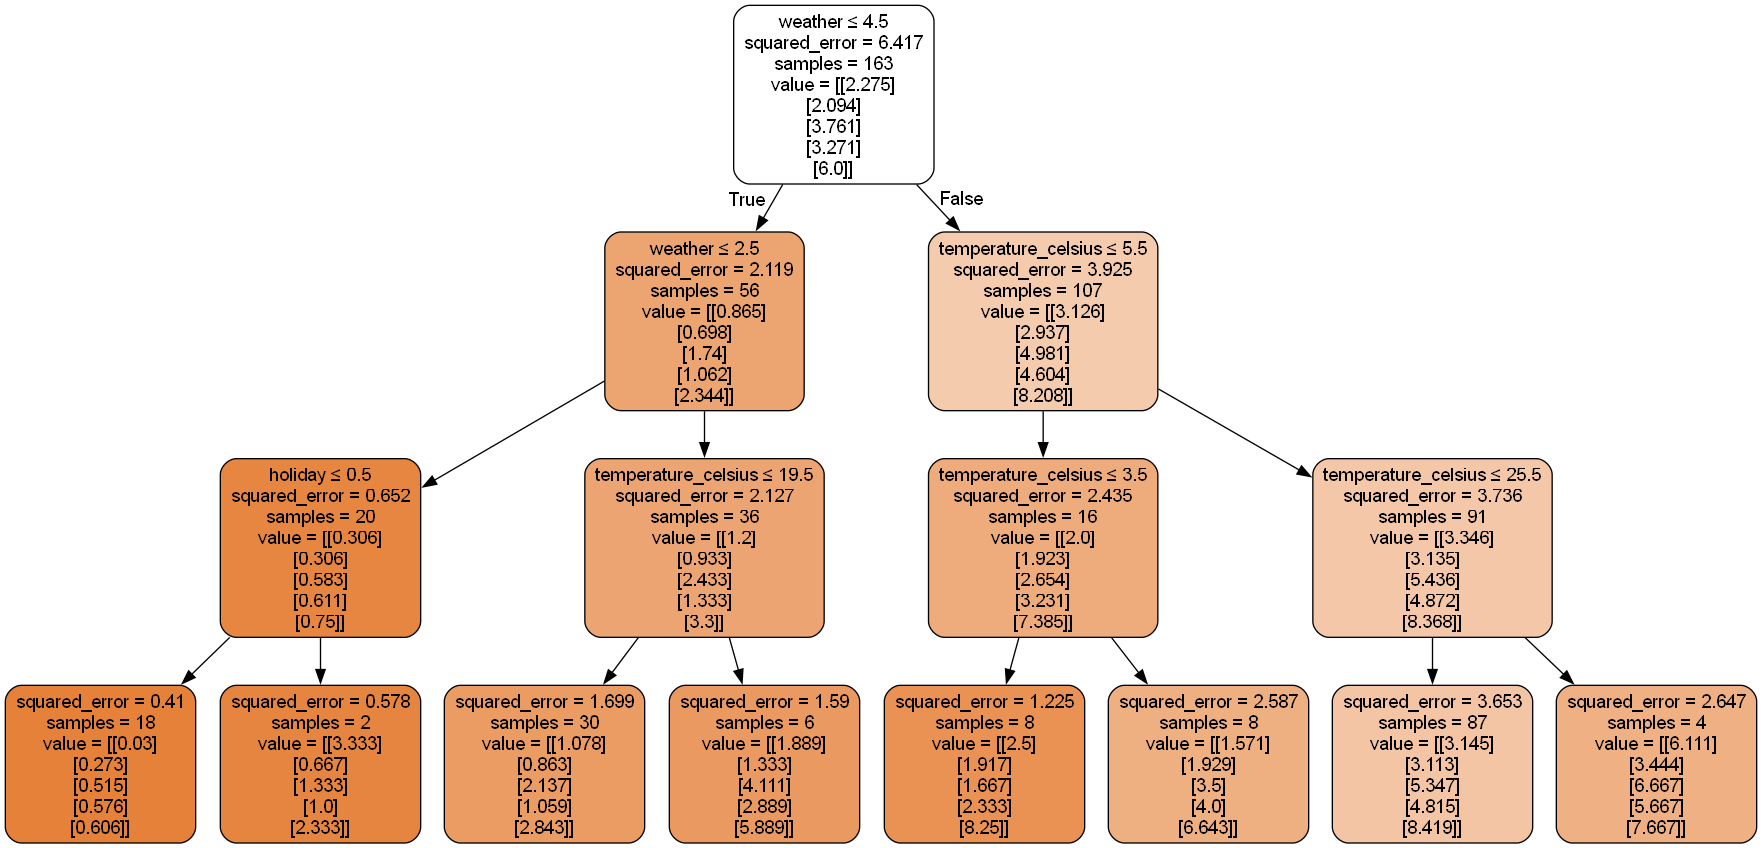 weather ≤ 4.5
squared_error = 6.417
samples = 163
value = [[2.275]
[2.094]
[3.761]
[3.271]
[6.0]]
True
False
weather ≤ 2.5
squared_error = 2.119
samples = 56
value = [[0.865]
[0.698]
[1.74]
[1.062]
[2.344]]
temperature_celsius ≤ 5.5
squared_error = 3.925
samples = 107
value = [[3.126]
[2.937]
[4.981]
[4.604]
[8.208]]
holiday ≤ 0.5
squared_error = 0.652
samples = 20
value = [[0.306]
[0.306]
[0.583]
[0.611]
[0.75]]
temperature_celsius ≤ 19.5
squared_error = 2.127
samples = 36
value = [[1.2]
[0.933]
[2.433]
[1.333]
[3.3]]
temperature_celsius ≤ 3.5
squared_error = 2.435
samples = 16
value = [[2.0]
[1.923]
[2.654]
[3.231]
[7.385]]
temperature_celsius ≤ 25.5
squared_error = 3.736
samples = 91
value = [[3.346]
[3.135]
[5.436]
[4.872]
[8.368]]
squared_error = 0.41
samples = 18
value = [[0.03]
[0.273]
[0.515]
[0.576]
[0.606]]
squared_error = 0.578
samples = 2
value = [[3.333]
[0.667]
[1.333]
[1.0]
[2.333]]
squared_error = 1.699
samples = 30
value = [[1.078]
[0.863]
[2.137]
[1.059]
[2.843]]
squared_error = 1.59
samples = 6
value = [[1.889]
[1.333]
[4.111]
[2.889]
[5.889]]
squared_error = 1.225
samples = 8
value = [[2.5]
[1.917]
[1.667]
[2.333]
[8.25]]
squared_error = 2.587
samples = 8
value = [[1.571]
[1.929]
[3.5]
[4.0]
[6.643]]
squared_error = 3.653
samples = 87
value = [[3.145]
[3.113]
[5.347]
[4.815]
[8.419]]
squared_error = 2.647
samples = 4
value = [[6.111]
[3.444]
[6.667]
[5.667]
[7.667]]